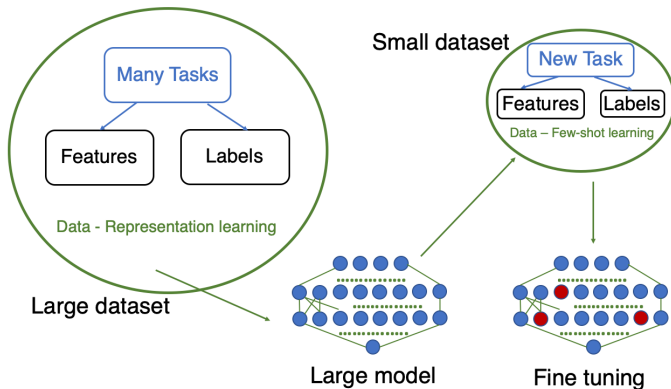 Many Tasks
Features
Labels
Data - Representation learning
Large dataset
Large model
Small dataset
New Task
Features
Labels
Data – Few-shot learning
Fine tuning